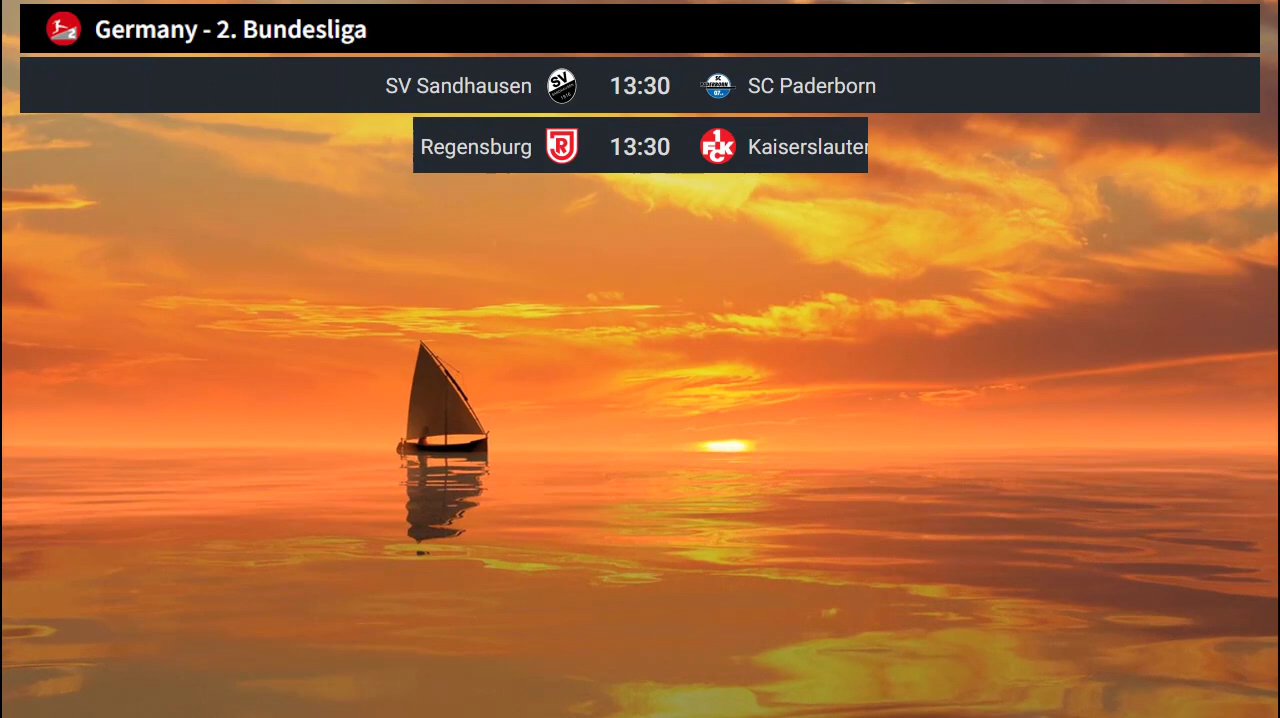 Germany - 2. Bundesliga
SV Sandhausen 13:30 SC Paderborn
Regensburg 13:30 Kaiserslauter